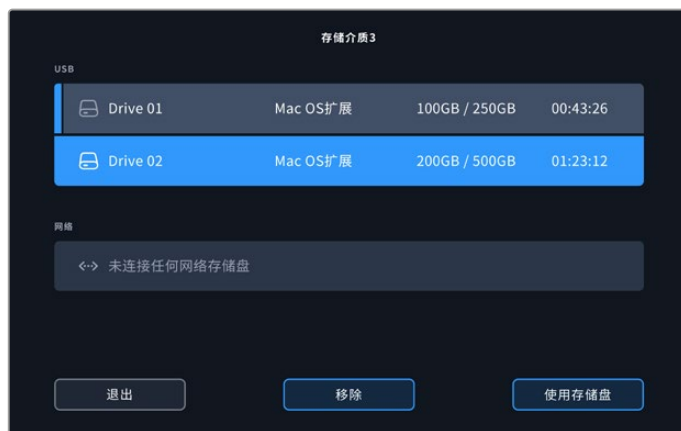 存储介质3
USB
Drive 01 Mac OS扩展 100GB / 250GB 00:43:26
Drive 02 Mac OS扩展 200GB / 500GB 01:23:12
网络
未连接任何网络存储盘
退出 移除 使用存储盘